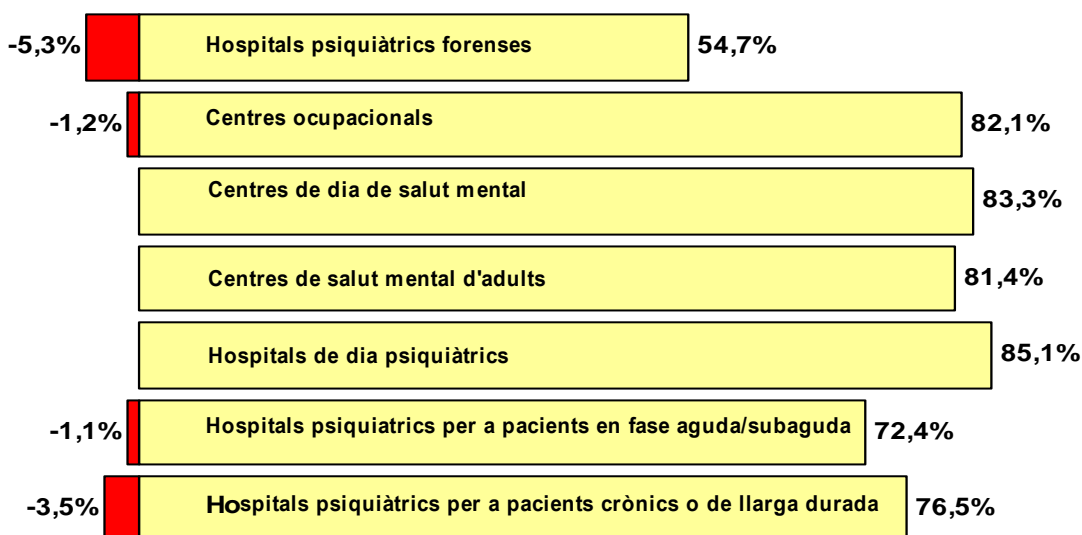 -5,3% Hospitals psiquiàtrics forenses 54,7%
-1,2% Centres ocupacionals 82,1%
Centres de dia de salut mental 83,3%
Centres de salut mental d'adults 81,4%
Hospitals de dia psiquiàtrics 85,1%
-1,1% Hospitals psiquiatrics per a pacients en fase aguda/subaguda 72,4%
-3,5% Hospitals psiquiàtrics per a pacients crònics o de llarga durada 76,5%